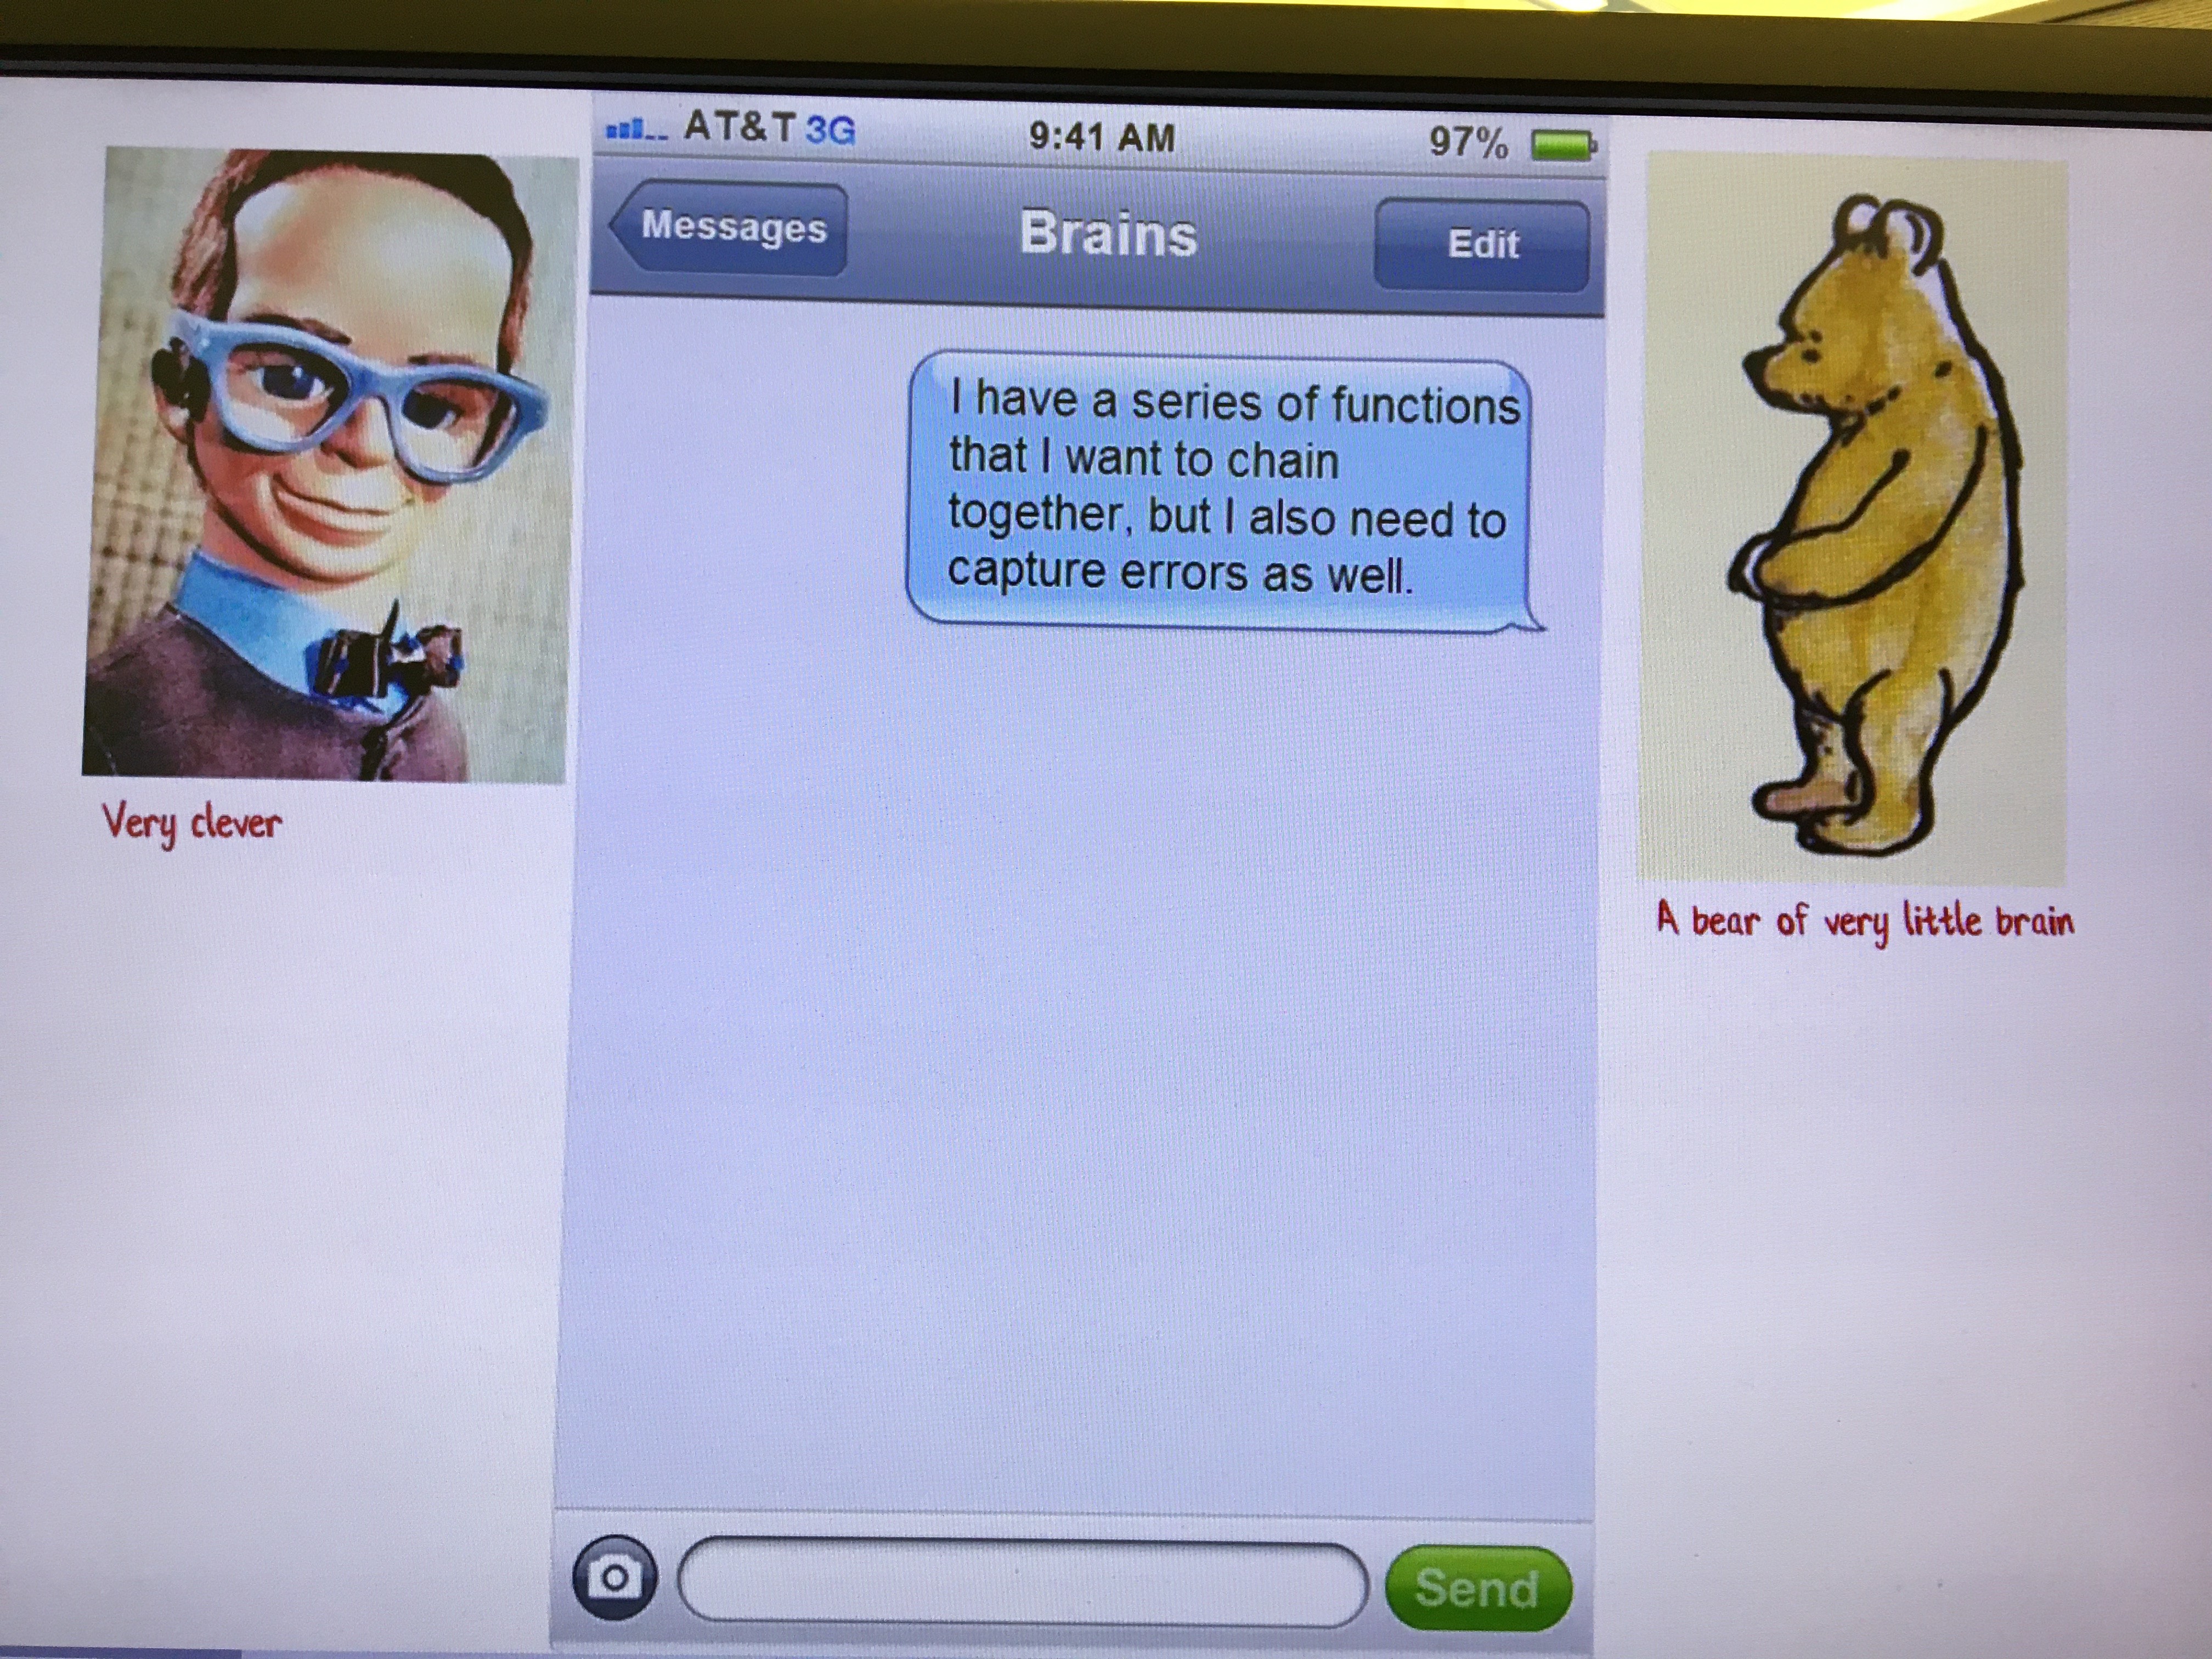 AT&T 3G 9:41 AM 97%
Messages Brains Edit
I have a series of functions
that I want to chain
together, but I also need to
capture errors as well.
Very clever
A bear of very little brain
Send